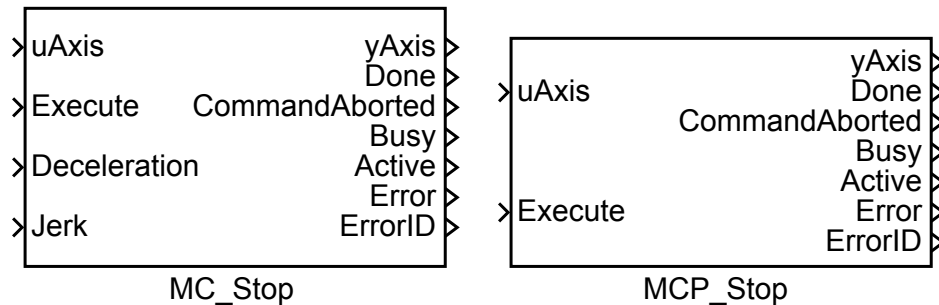 uAxis
Execute
Deceleration
Jerk
yAxis
Done
CommandAborted
Busy
Active
Error
ErrorID
MC_Stop
uAxis
Execute
yAxis
Done
CommandAborted
Busy
Active
Error
ErrorID
MCP_Stop